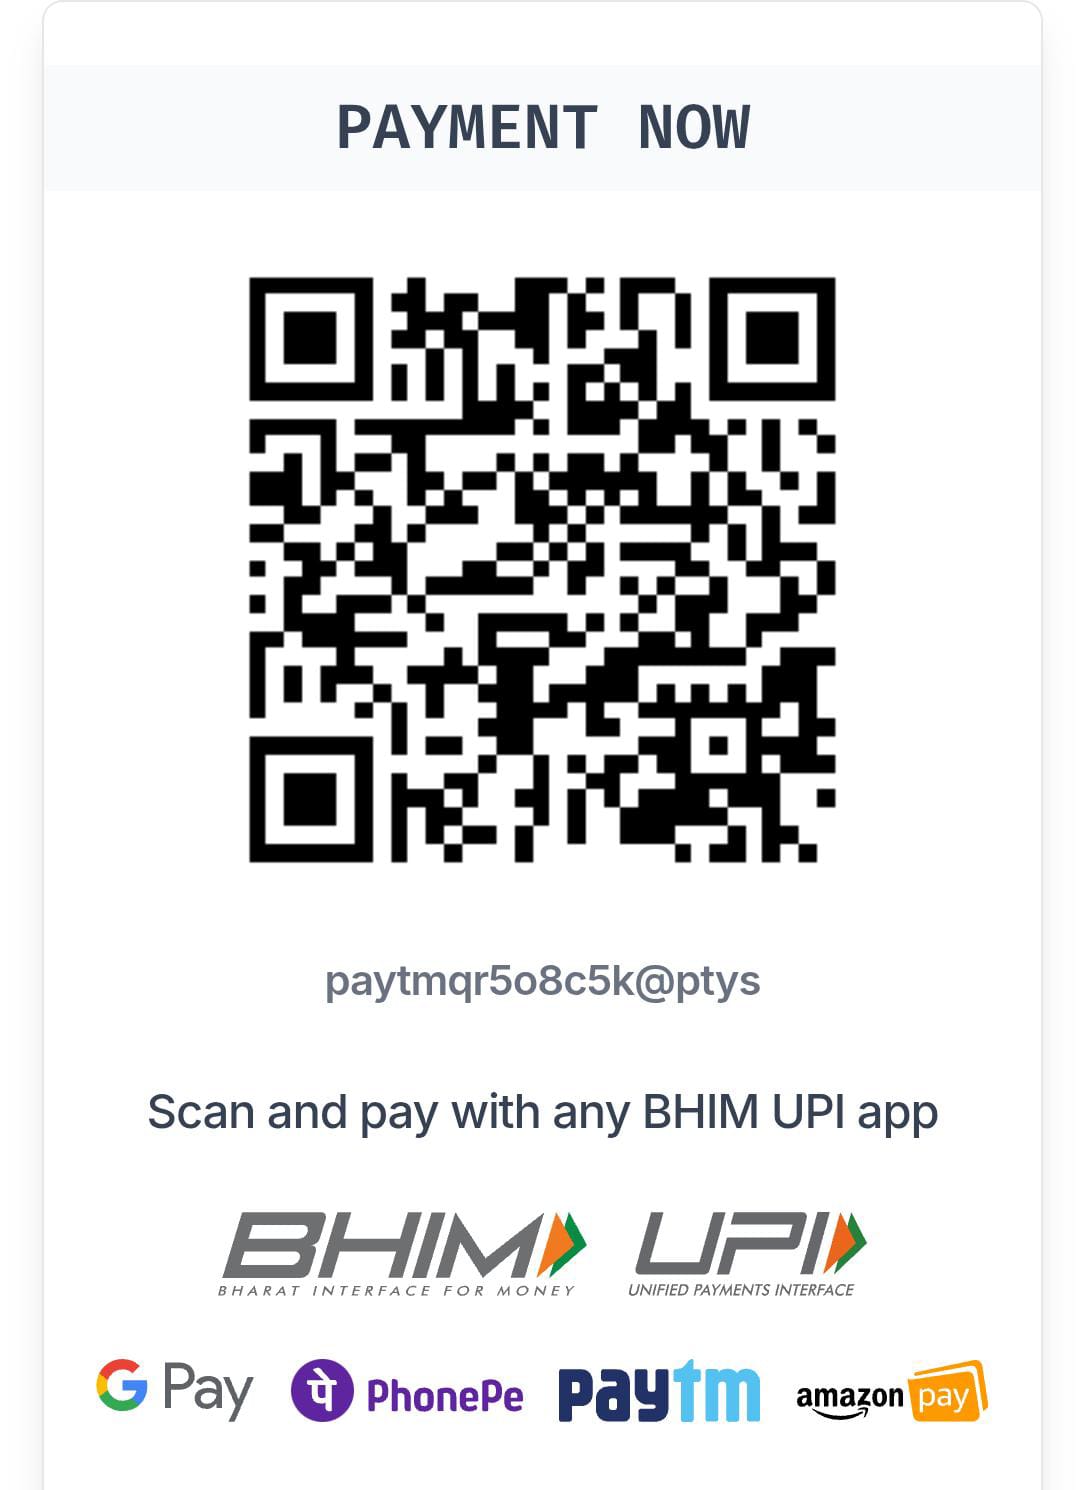 PAYMENT NOW
paytmqr5o8c5k@ptys
Scan and pay with any BHIM UPI app
BHIM UPI
BHARAT INTERFACE FOR MONEY UNIFIED PAYMENTS INTERFACE
G Pay पे PhonePe paytm amazon pay